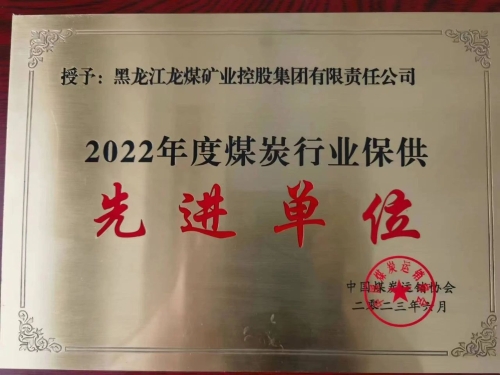 授予：黑龙江龙煤矿业控股集团有限责任公司
2022年度煤炭行业保供
先进单位
中国煤炭运销协会
二〇二三年六月